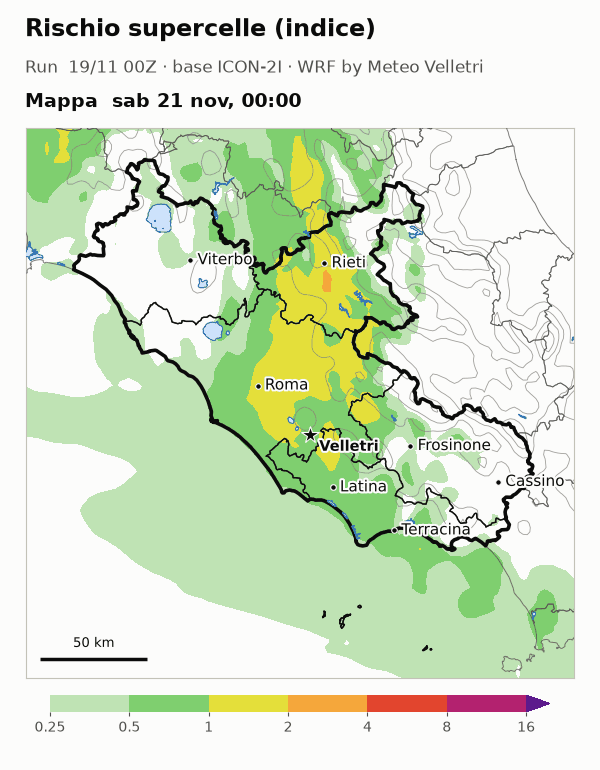 Rischio supercelle (indice)
Run  19/11 00Z · base ICON-2I · WRF by Meteo Velletri
Mappa  sab 21 nov, 00:00
Viterbo
Rieti
Roma
Velletri
Frosinone
Latina
Cassino
Terracina
50 km
0.25 0.5 1 2 4 8 16